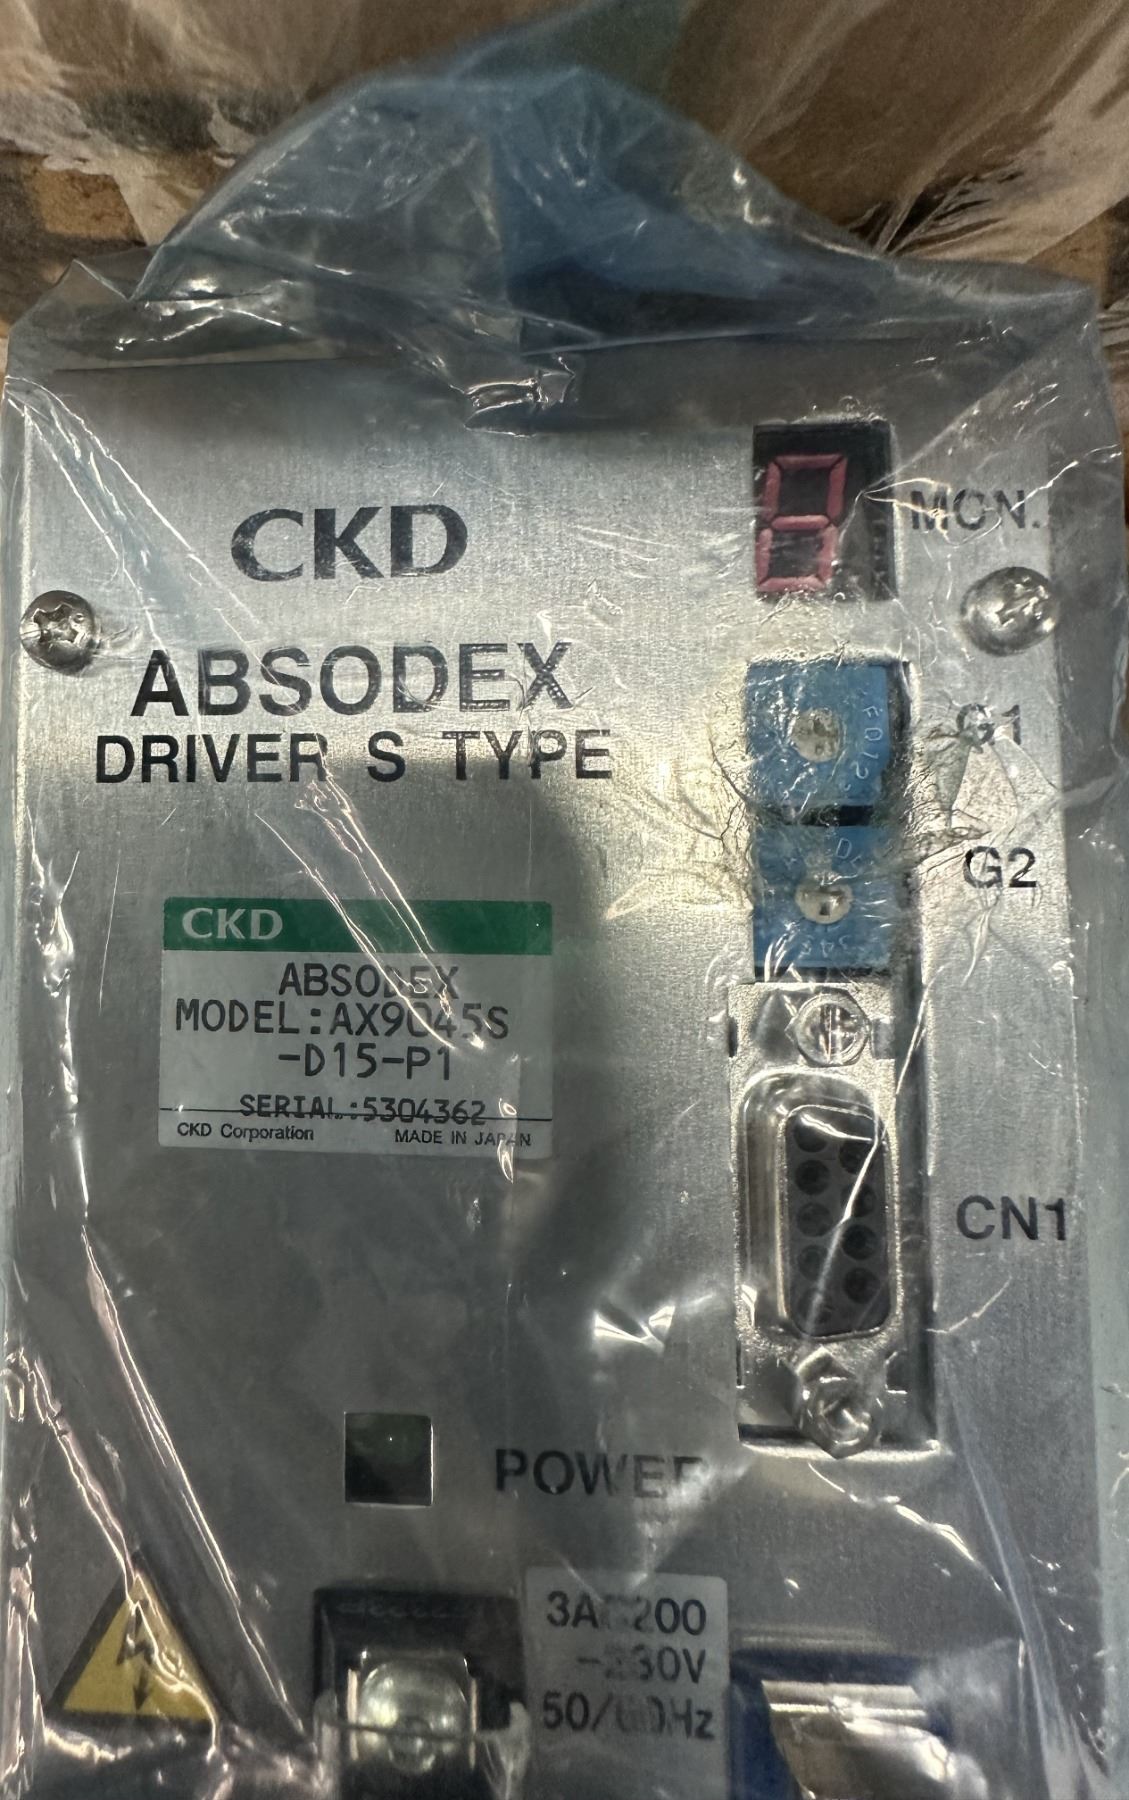 CKD
MON.
ABSODEX
DRIVER S TYPE
G1
G2
CKD
ABSODEX
MODEL:AX9045S
-D15-P1
SERIAL:5304362
CKD Corporation MADE IN JAPAN
CN1
POWER
3AC200
-230V
50/60Hz